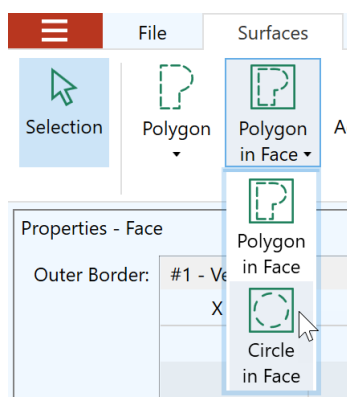 File Surfaces
Selection
Polygon
Polygon
in Face
Properties - Face
Outer Border: #1 - Ve
X
Polygon
in Face
Circle
in Face